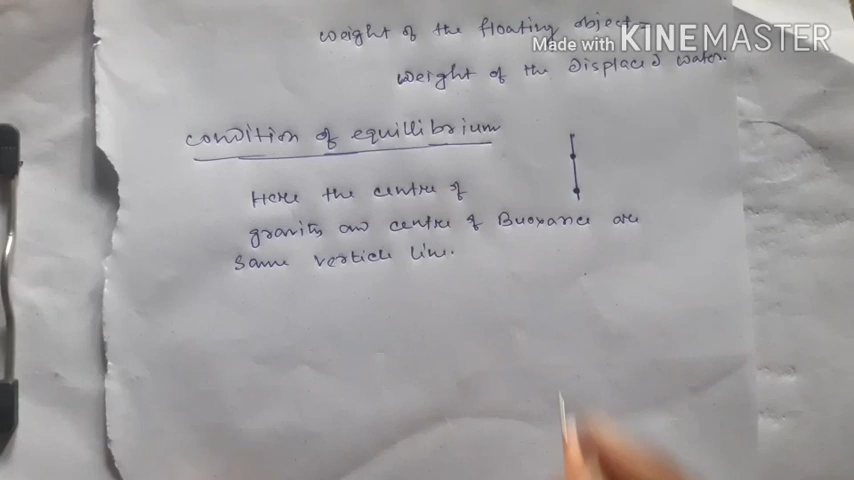 weight of the floating object =
Made with KINEMASTER
weight of the displaced water.
condition of equillibrium
Here the centre of
gravity and centre of Buoyance are
same verticle line.